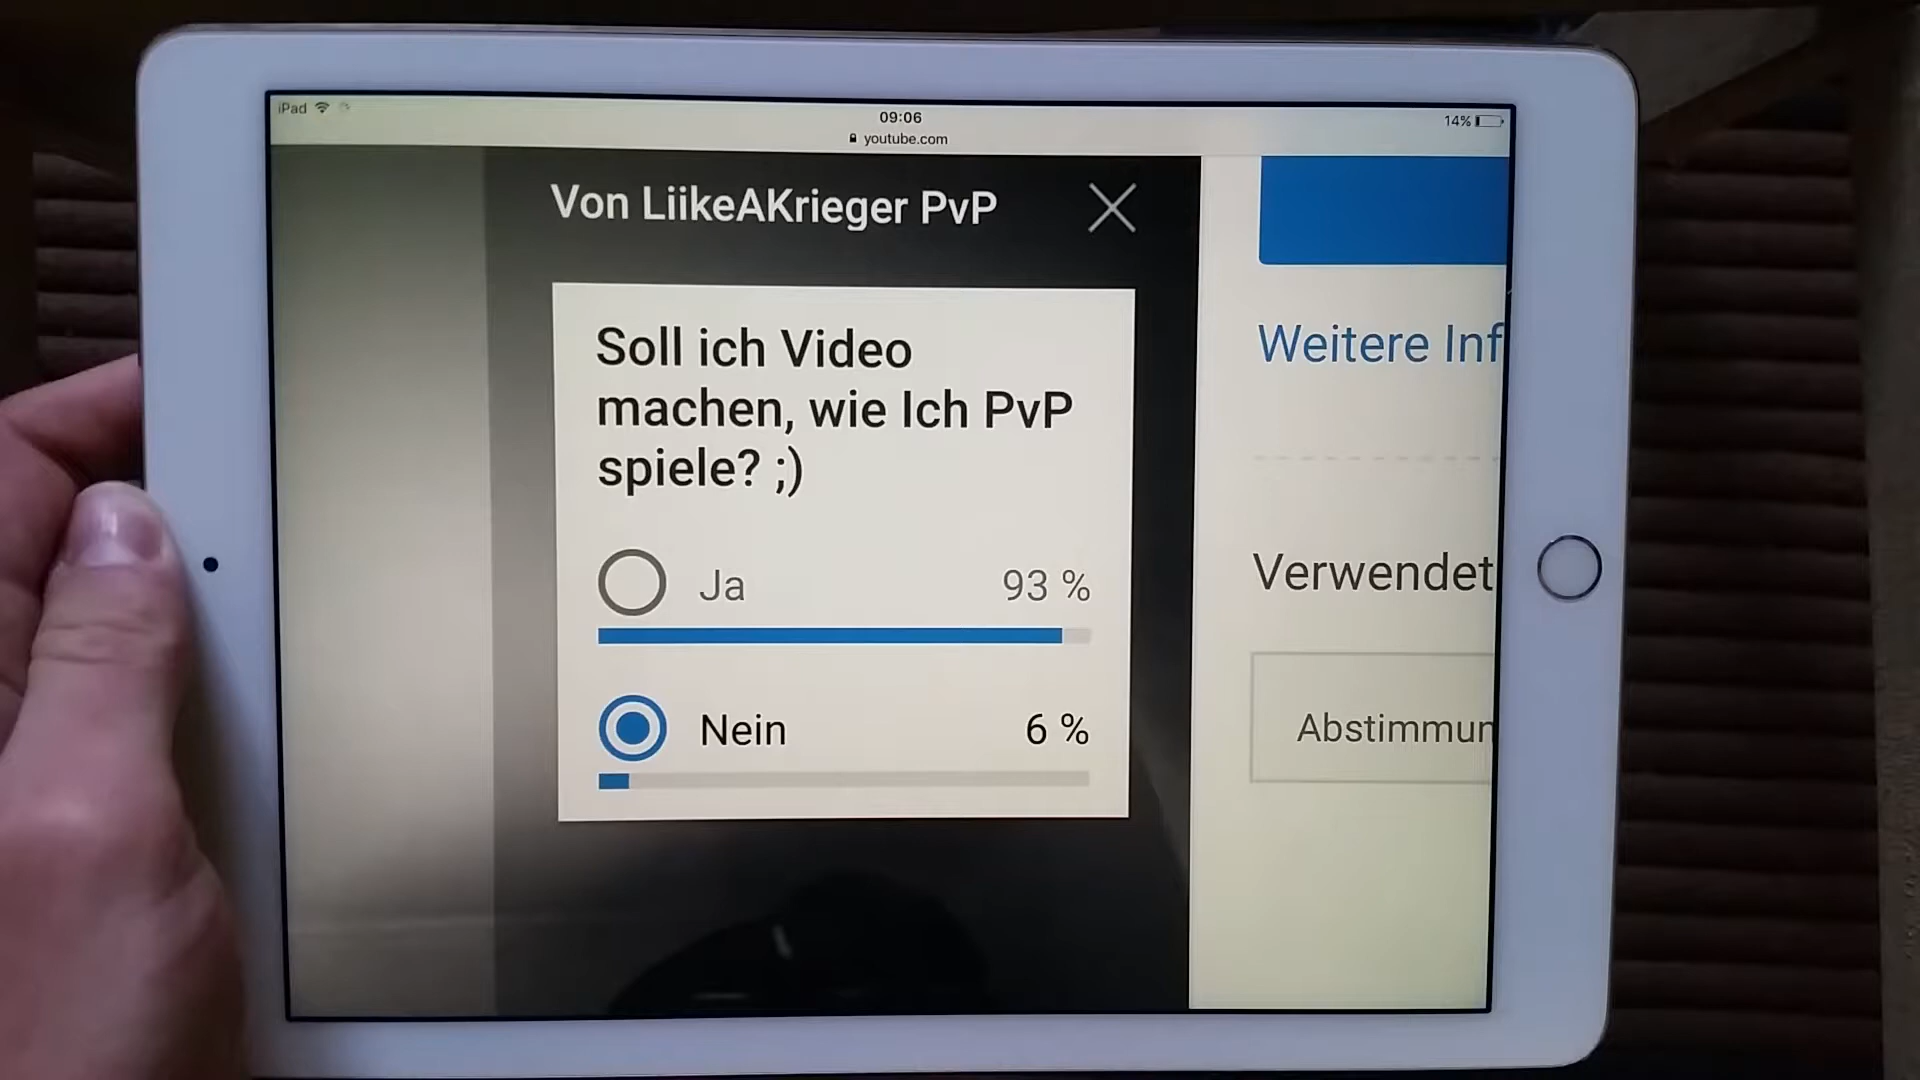 iPad
09:06
14%
youtube.com
Von LiikeAKrieger PvP
Soll ich Video
machen, wie Ich PvP
spiele? ;)
Ja 93 %
Nein 6 %
Weitere Inf
Verwendet
Abstimmun